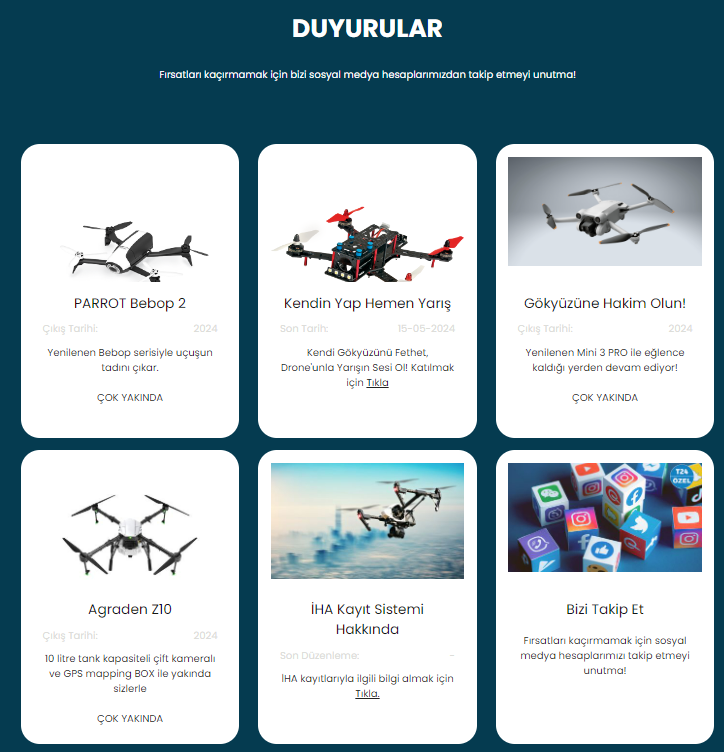 DUYURULAR
Fırsatları kaçırmamak için bizi sosyal medya hesaplarımızdan takip etmeyi unutma!
PARROT Bebop 2
Çıkış Tarihi: 2024
Yenilenen Bebop serisiyle uçuşun
tadını çıkar.
ÇOK YAKINDA
Kendin Yap Hemen Yarış
Son Tarih: 15-05-2024
Kendi Gökyüzünü Fethet,
Drone'unla Yarışın Sesi Ol! Katılmak
için Tıkla
Gökyüzüne Hakim Olun!
Çıkış Tarihi: 2024
Yenilenen Mini 3 PRO ile eğlence
kaldığı yerden devam ediyor!
ÇOK YAKINDA
Agraden Z10
Çıkış Tarihi: 2024
10 litre tank kapasiteli çift kameralı
ve GPS mapping BOX ile yakında
sizlerle
ÇOK YAKINDA
İHA Kayıt Sistemi
Hakkında
Son Düzenleme: -
İHA kayıtlarıyla ilgili bilgi almak için
Tıkla.
T24
ÖZEL
Bizi Takip Et
Fırsatları kaçırmamak için sosyal
medya hesaplarımızı takip etmeyi
unutma!